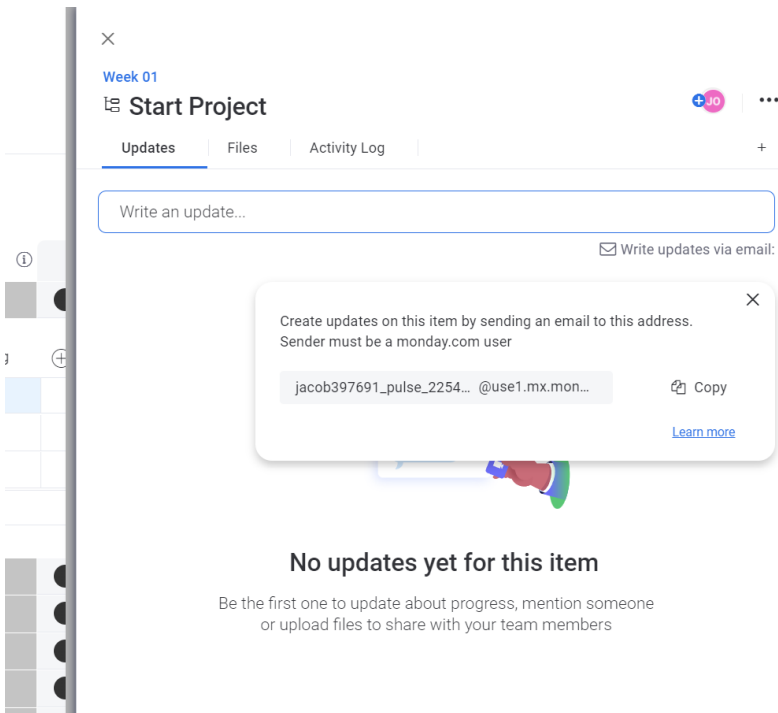 Week 01
Start Project
JO
Updates
Files
Activity Log
+
Write an update...
Write updates via email:
Create updates on this item by sending an email to this address.
Sender must be a monday.com user
jacob397691_pulse_2254... @use1.mx.mon...
Copy
Learn more
No updates yet for this item
Be the first one to update about progress, mention someone
or upload files to share with your team members